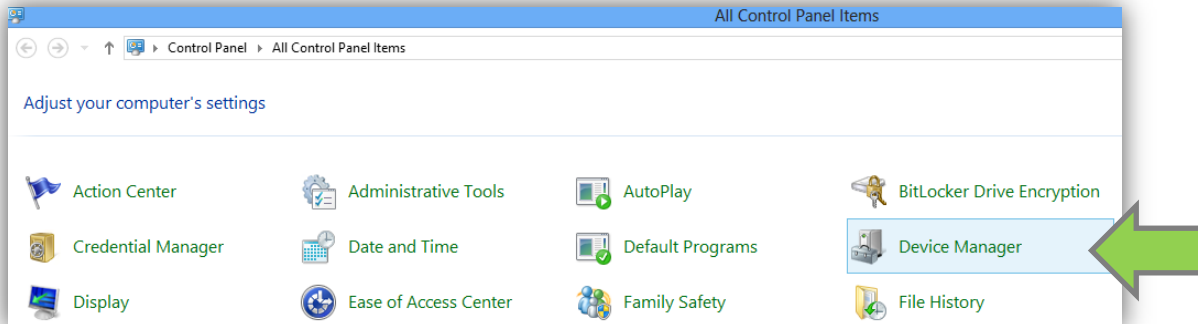 All Control Panel Items
Control Panel All Control Panel Items
Adjust your computer's settings
Action Center Administrative Tools AutoPlay BitLocker Drive Encryption
Credential Manager Date and Time Default Programs Device Manager
Display Ease of Access Center Family Safety File History